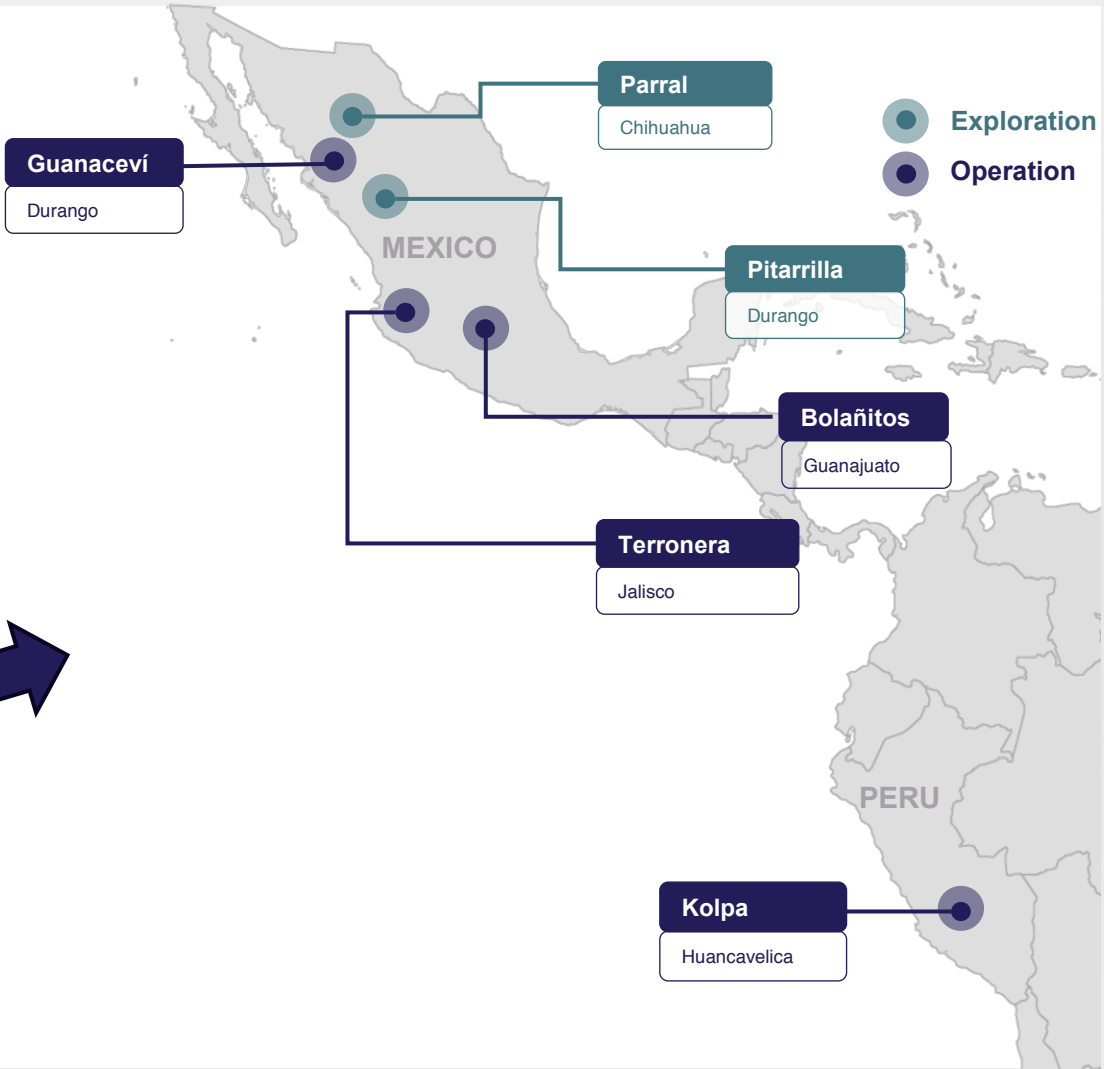 Parral
Chihuahua
Exploration
Operation
Guanaceví
Durango
MEXICO
Pitarrilla
Durango
Bolañitos
Guanajuato
Terronera
Jalisco
PERU
Kolpa
Huancavelica